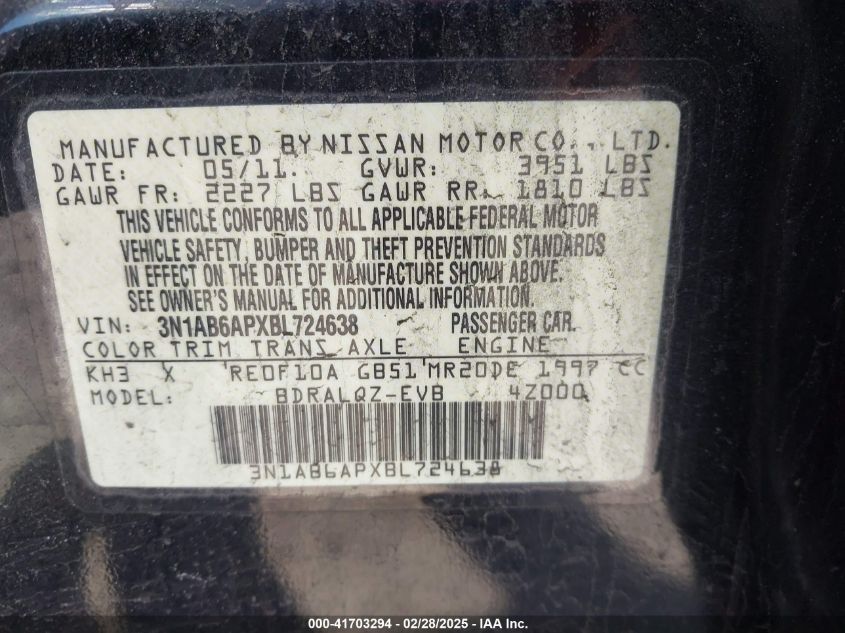 MANUFACTURED BY NISSAN MOTOR CO., LTD.
DATE: 05/11. GVWR: 3951 LBS
GAWR FR: 2227 LBS GAWR RR. 1810 LBS
THIS VEHICLE CONFORMS TO ALL APPLICABLE FEDERAL MOTOR
VEHICLE SAFETY, BUMPER AND THEFT PREVENTION STANDARDS
IN EFFECT ON THE DATE OF MANUFACTURE SHOWN ABOVE.
SEE OWNER'S MANUAL FOR ADDITIONAL INFORMATION.
VIN: 3N1AB6APXBL724638 PASSENGER CAR.
COLOR TRIM TRANS AXLE ENGINE
KH3 X RE0F10A GB51 MR20DE 1997 CC
MODEL: BDRALQZ-EVB 4Z000
3N1AB6APXBL724638
000-41703294 - 02/28/2025 - IAA Inc.